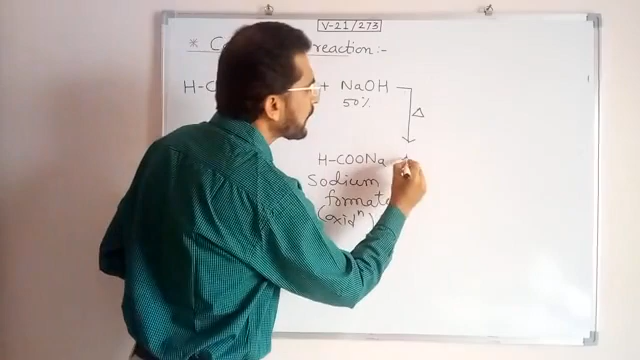 V-21/273
* C reaction:-
H-C + NaOH
50% Δ
H-COONa +
Sodium
formate
(oxidⁿ)